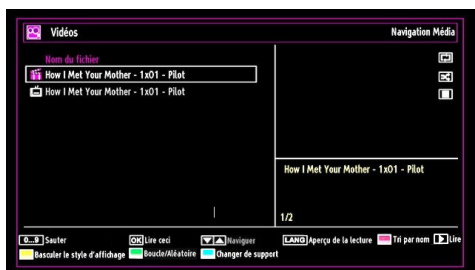 Vidéos
Navigation Média
Nom du fichier
How I Met Your Mother - 1x01 - Pilot
How I Met Your Mother - 1x01 - Pilot
How I Met Your Mother - 1x01 - Pilot
1/2
0...9 Sauter OK Lire ceci Naviguer LANG Aperçu de la lecture Tri par nom Lire
Basculer le style d'affichage Boucle/Aléatoire Changer de support